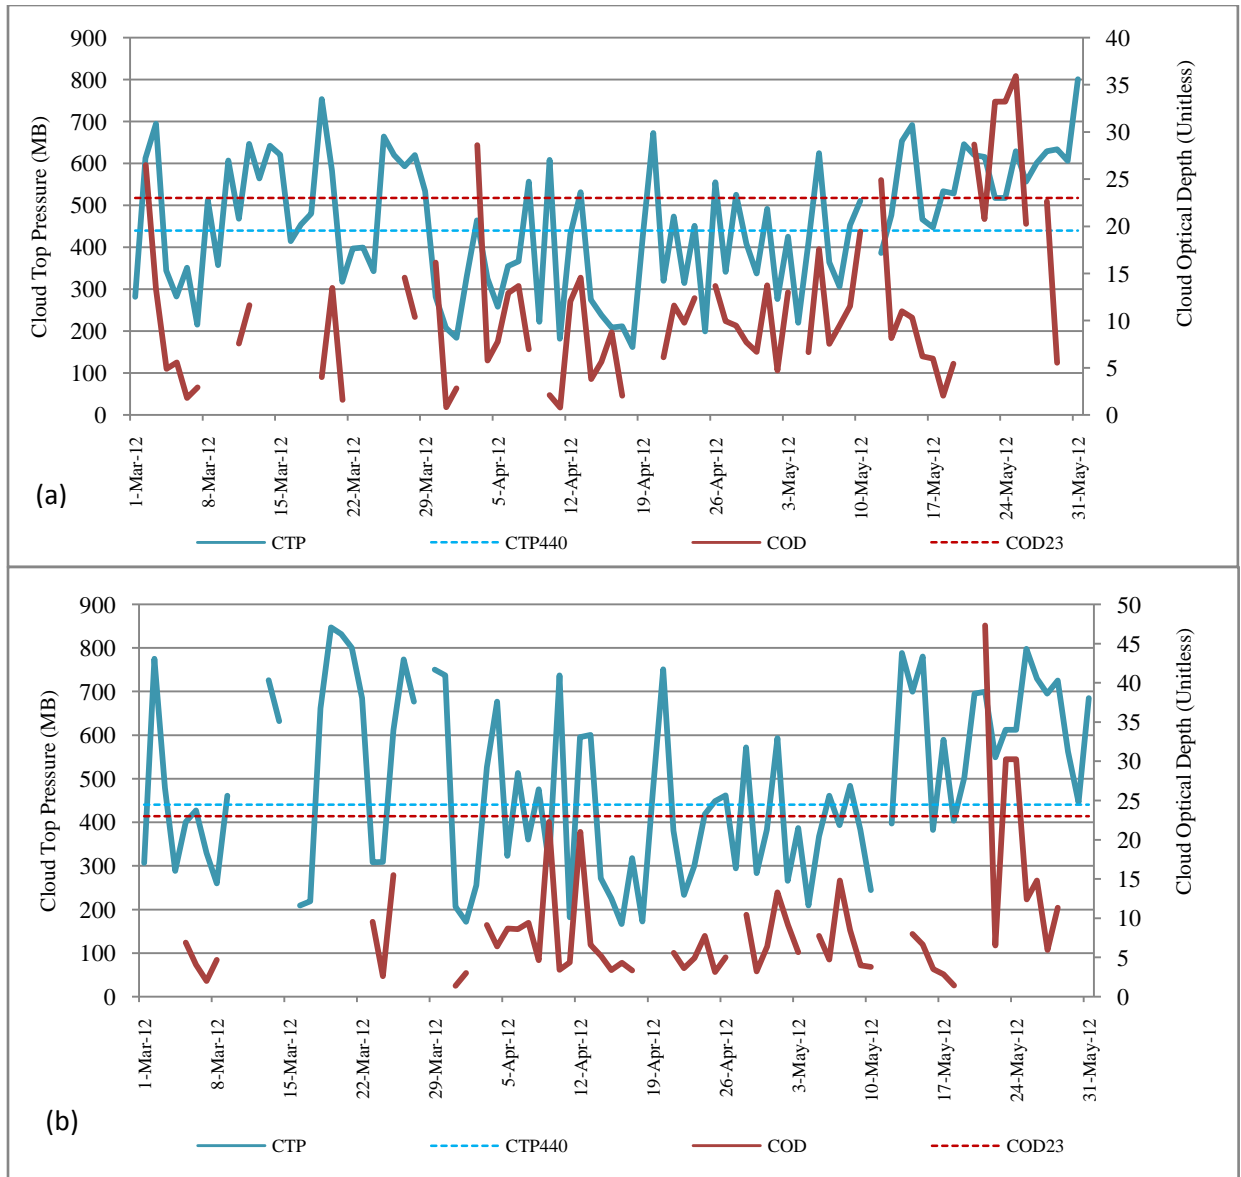 900
800
700
600
500
400
300
200
100
0
Cloud Top Pressure (MB)
40
35
30
25
20
15
10
5
0
Cloud Optical Depth (Unitless)
1-Mar-12
8-Mar-12
15-Mar-12
22-Mar-12
29-Mar-12
5-Apr-12
12-Apr-12
19-Apr-12
26-Apr-12
3-May-12
10-May-12
17-May-12
24-May-12
31-May-12
(a)
CTP CTP440 COD COD23
900
800
700
600
500
400
300
200
100
0
Cloud Top Pressure (MB)
50
45
40
35
30
25
20
15
10
5
0
Cloud Optical Depth (Unitless)
1-Mar-12
8-Mar-12
15-Mar-12
22-Mar-12
29-Mar-12
5-Apr-12
12-Apr-12
19-Apr-12
26-Apr-12
3-May-12
10-May-12
17-May-12
24-May-12
31-May-12
(b)
CTP CTP440 COD COD23